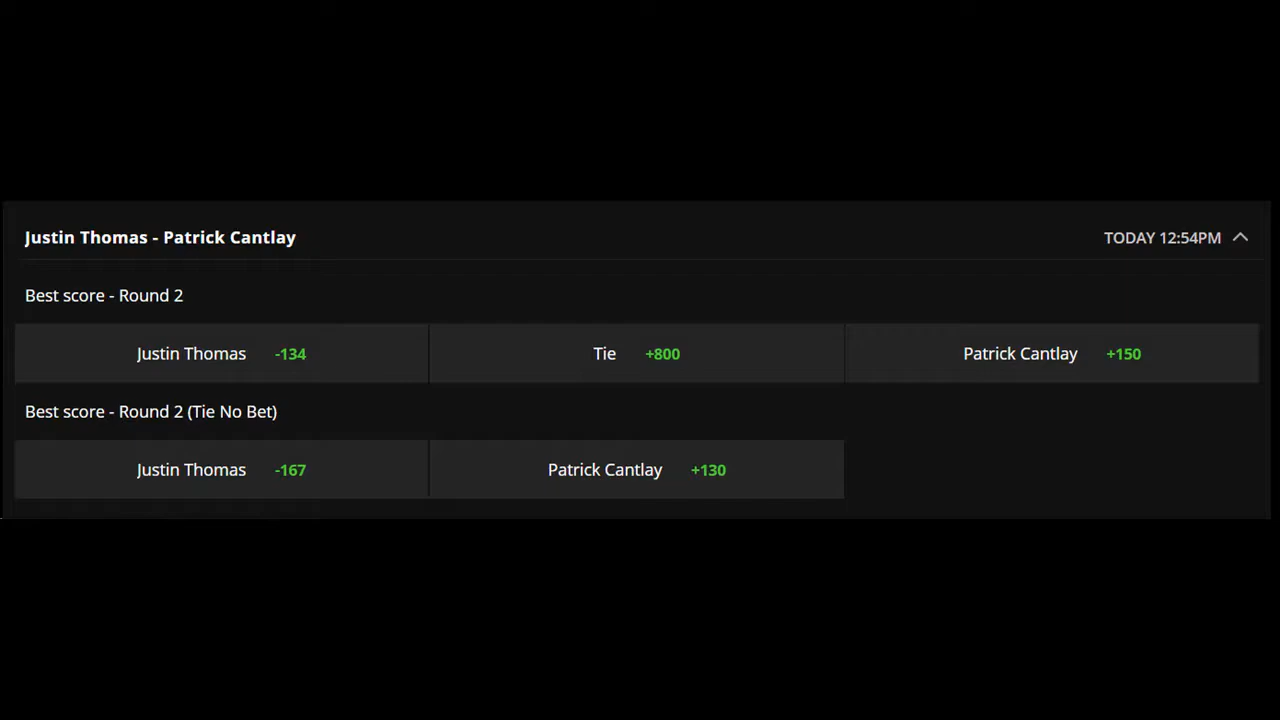 Justin Thomas - Patrick Cantlay TODAY 12:54PM
Best score - Round 2
Justin Thomas -134 Tie +800 Patrick Cantlay +150
Best score - Round 2 (Tie No Bet)
Justin Thomas -167 Patrick Cantlay +130